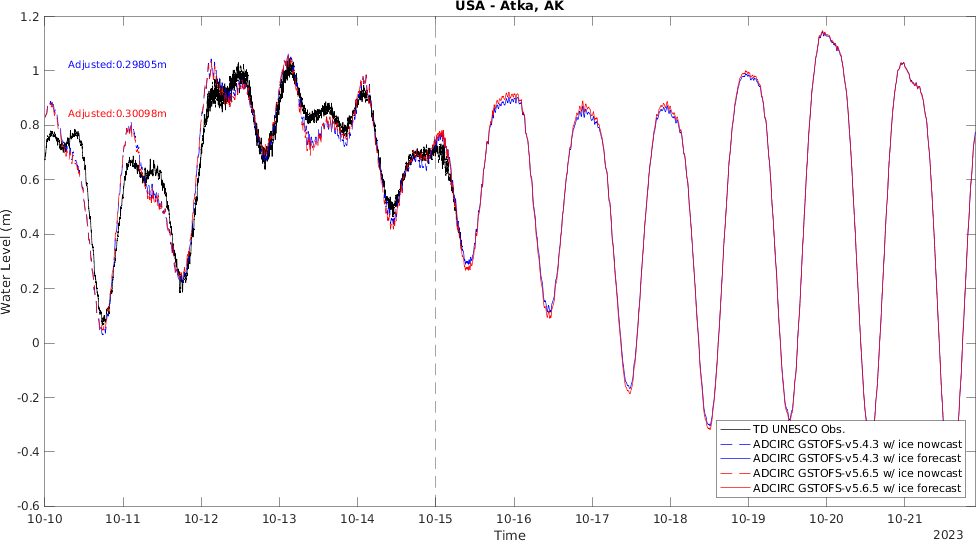 USA - Atka, AK
1.2
1
0.8
0.6
0.4
0.2
0
-0.2
-0.4
-0.6
Water Level (m)
Adjusted:0.29805m
Adjusted:0.30098m
TD UNESCO Obs.
ADCIRC GSTOFS-v5.4.3 w/ ice nowcast
ADCIRC GSTOFS-v5.4.3 w/ ice forecast
ADCIRC GSTOFS-v5.6.5 w/ ice nowcast
ADCIRC GSTOFS-v5.6.5 w/ ice forecast
10-10 10-11 10-12 10-13 10-14 10-15 10-16 10-17 10-18 10-19 10-20 10-21
Time
2023